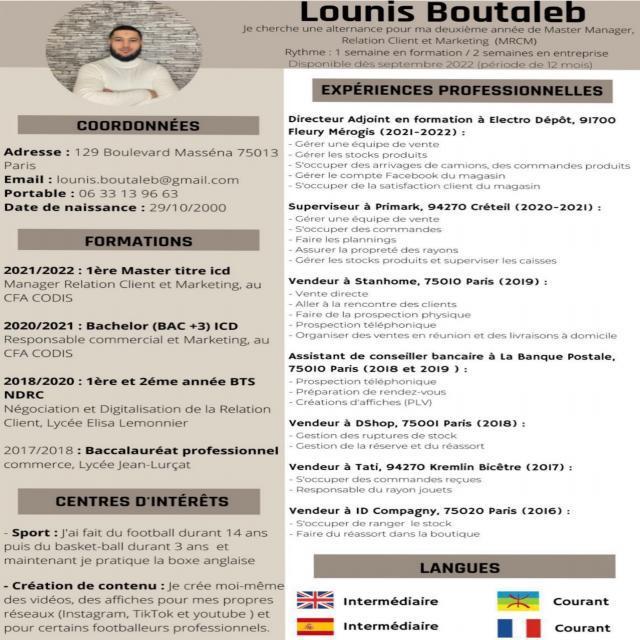 Lounis Boutaleb
Je cherche une alternance pour ma deuxième année de Master Manager,
Relation Client et Marketing (MRCM)
Rythme : 1 semaine en formation / 2 semaines en entreprise
Disponible dès septembre 2022 (période de 12 mois)
COORDONNÉES
Adresse : 129 Boulevard Masséna 75013
Paris
Email : lounis.boutaleb@gmail.com
Portable : 06 33 13 96 63
Date de naissance : 29/10/2000
FORMATIONS
2021/2022 : 1ère Master titre icd
Manager Relation Client et Marketing, au
CFA CODIS
2020/2021 : Bachelor (BAC +3) ICD
Responsable commercial et Marketing, au
CFA CODIS
2018/2020 : 1ère et 2éme année BTS
NDRC
Négociation et Digitalisation de la Relation
Client, Lycée Elisa Lemonnier
2017/2018 : Baccalauréat professionnel
commerce, Lycée Jean-Lurçat
CENTRES D'INTÉRÊTS
- Sport : J'ai fait du football durant 14 ans
puis du basket-ball durant 3 ans et
maintenant je pratique la boxe anglaise
- Création de contenu : Je crée moi-même
des vidéos, des affiches pour mes propres
réseaux (Instagram, TikTok et youtube ) et
pour certains footballeurs professionnels.
EXPÉRIENCES PROFESSIONNELLES
Directeur Adjoint en formation à Electro Dépôt, 91700
Fleury Mérogis (2021-2022) :
- Gérer une équipe de vente
- Gérer les stocks produits
- S'occuper des arrivages de camions, des commandes produits
- Gérer le compte Facebook du magasin
- S'occuper de la satisfaction client du magasin
Superviseur à Primark, 94270 Créteil (2020-2021) :
- Gérer une équipe de vente
- S'occuper des commandes
- Faire les plannings
- Assurer la propreté des rayons
- Gérer les stocks produits et superviser les caisses
Vendeur à Stanhome, 75010 Paris (2019) :
- Vente directe
- Aller à la rencontre des clients
- Faire de la prospection physique
- Prospection téléphonique
- Organiser des ventes en réunion et des livraisons à domicile
Assistant de conseiller bancaire à La Banque Postale,
75010 Paris (2018 et 2019 ) :
- Prospection téléphonique
- Préparation de rendez-vous
- Créations d'affiches (PLV)
Vendeur à DShop, 75001 Paris (2018) :
- Gestion des ruptures de stock
- Gestion de la réserve et du réassort
Vendeur à Tati, 94270 Kremlin Bicêtre (2017) :
- S'occuper des commandes reçues
- Responsable du rayon jouets
Vendeur à ID Compagny, 75020 Paris (2016) :
- S'occuper de ranger le stock
- Faire du réassort dans la boutique
LANGUES
Intermédiaire
Courant
Intermédiaire
Courant